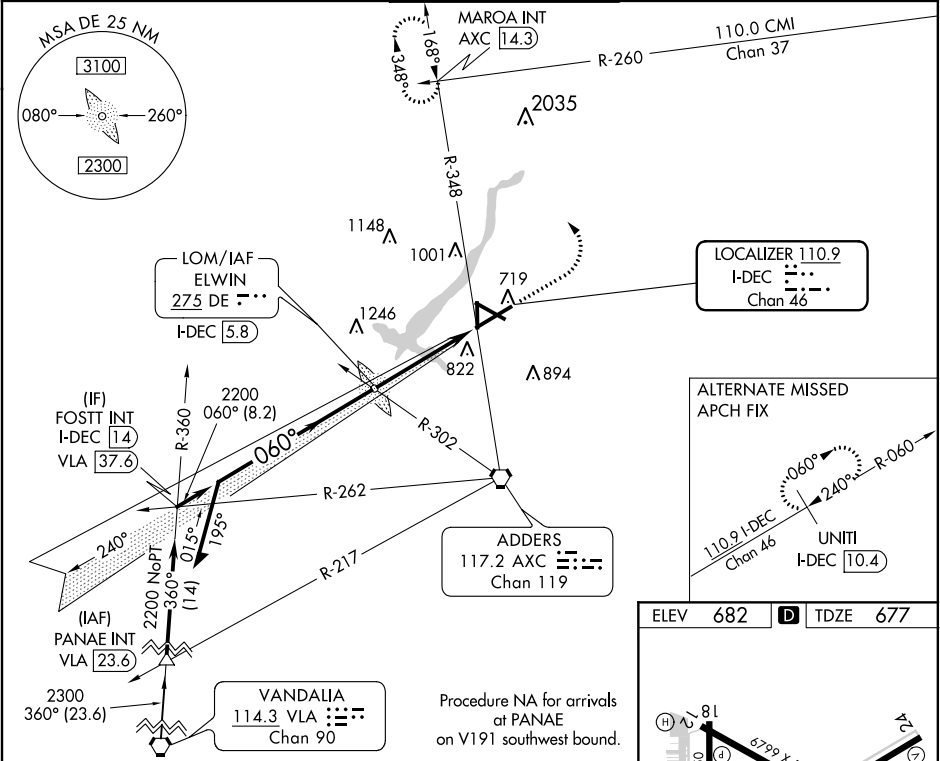 MSA DE 25 NM
3100
080°
260°
2300
MAROA INT
AXC 14.3
168°
348°
110.0 CMI
Chan 37
R-260
2035
R-348
1148
1001
LOM/IAF
ELWIN
275 DE
I-DEC 5.8
719
LOCALIZER 110.9
I-DEC
Chan 46
1246
822
894
(IF)
FOSTT INT
I-DEC 14
VLA 37.6
R-360
2200
060° (8.2)
060°
R-302
R-262
ALTERNATE MISSED
APCH FIX
060°
R-060
240°
110.9 I-DEC
Chan 46
UNITI
I-DEC 10.4
240°
015°
195°
ADDERS
117.2 AXC
Chan 119
R-217
2200 NoPT
360°
(14)
(IAF)
PANAE INT
VLA 23.6
2300
360° (23.6)
VANDALIA
114.3 VLA
Chan 90
Procedure NA for arrivals
at PANAE
on V191 southwest bound.
ELEV 682 D TDZE 677
H
12
18
P
24